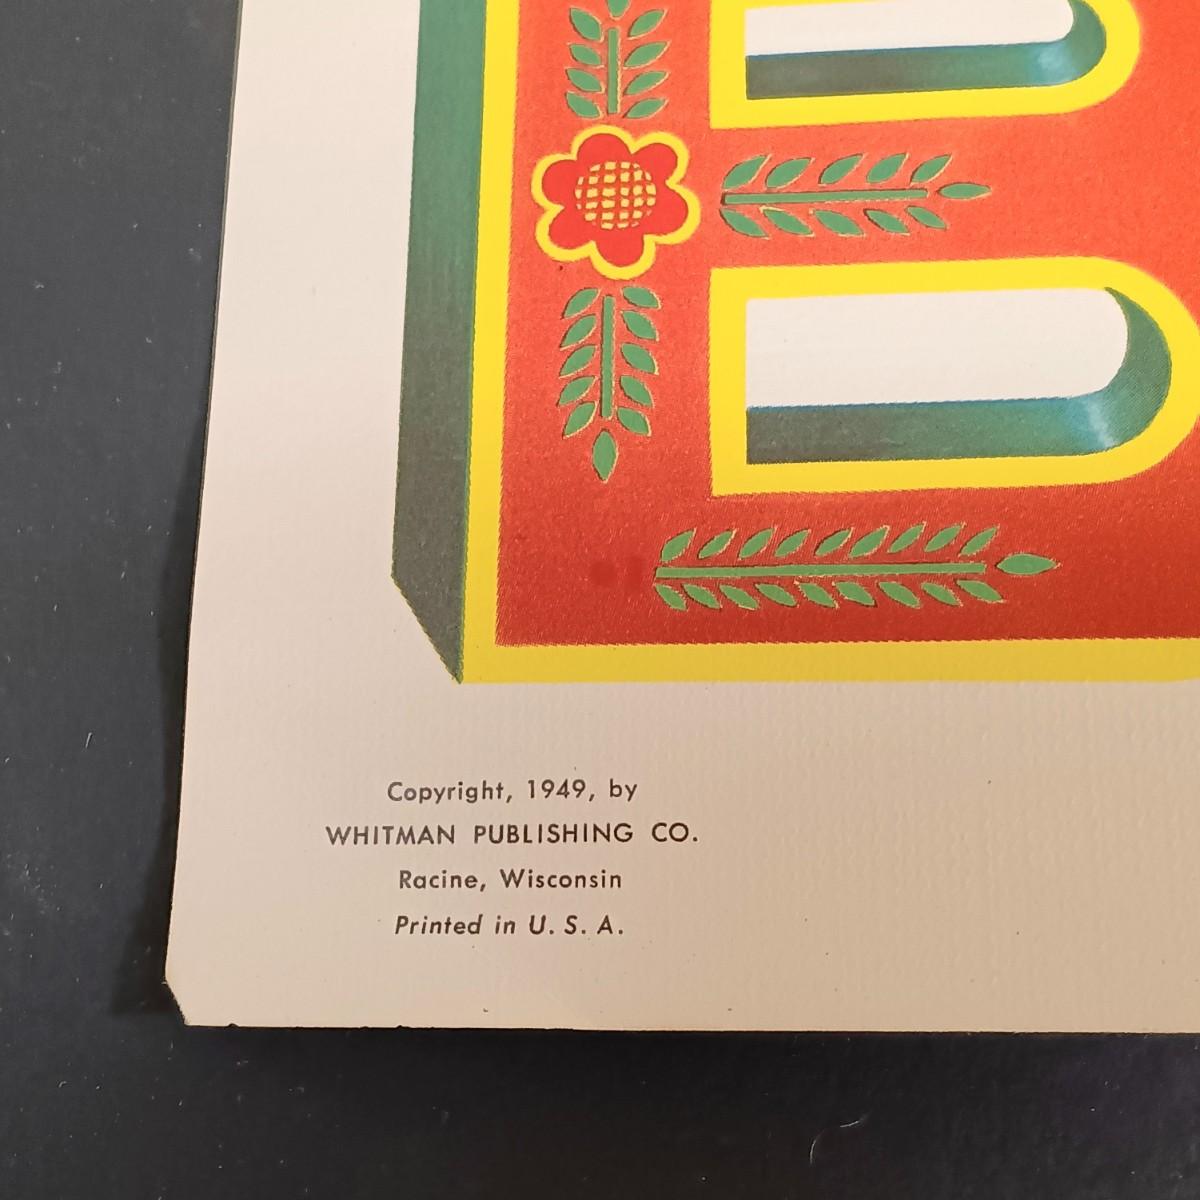 B
Copyright, 1949, by
WHITMAN PUBLISHING CO.
Racine, Wisconsin
Printed in U. S. A.